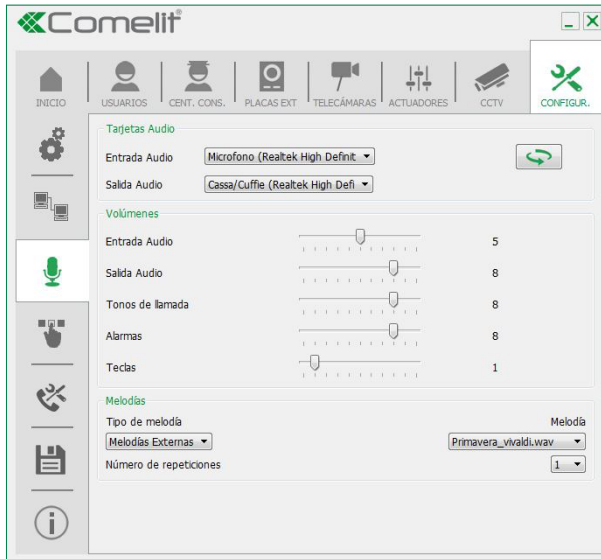 Comelit®
INICIO
USUARIOS
CENT. CONS.
PLACAS EXT
TELECÁMARAS
ACTUADORES
CCTV
CONFIGUR.
Tarjetas Audio
Entrada Audio Microfono (Realtek High Definit
Salida Audio Cassa/Cuffie (Realtek High Defi
Volúmenes
Entrada Audio 5
Salida Audio 8
Tonos de llamada 8
Alarmas 8
Teclas 1
Melodías
Tipo de melodía Melodía
Melodías Externas Primavera_vivaldi.wav
Número de repeticiones 1